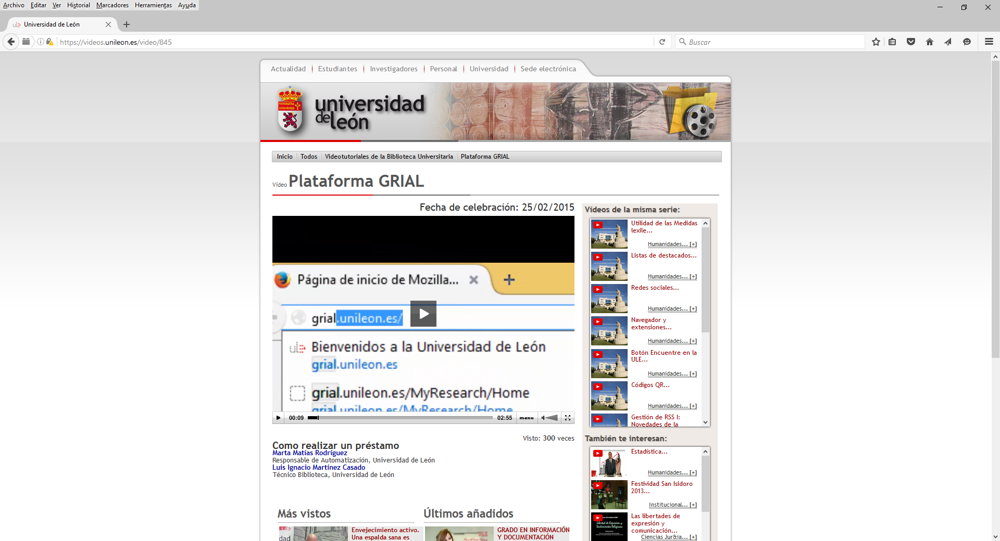 Archivo Editar Ver Historial Marcadores Herramientas Ayuda
Universidad de León
https://videos.unileon.es/video/845
Buscar
Actualidad Estudiantes Investigadores Personal Universidad Sede electrónica
universidad
de león
Inicio Todos Videotutoriales de la Biblioteca Universitaria Plataforma GRIAL
Vídeo Plataforma GRIAL
Fecha de celebración: 25/02/2015
Página de inicio de Mozilla...
grial.unileon.es/
Bienvenidos a la Universidad de León
grial.unileon.es
grial.unileon.es/MyResearch/Home
grial.unileon.es/MyResearch/Home
00:09 02:55 menu
Visto: 300 veces
Como realizar un préstamo
Marta Matías Rodríguez
Responsable de Automatización, Universidad de León
Luis Ignacio Martínez Casado
Técnico Biblioteca, Universidad de León
Más vistos
Envejecimiento activo.
Una espalda sana es
Últimos añadidos
GRADO EN INFORMACIÓN
Y DOCUMENTACIÓN
Vídeos de la misma serie:
Utilidad de las Medidas
lexile...
Humanidades... [+]
Listas de destacados...
Humanidades... [+]
Redes sociales...
Humanidades... [+]
Navegador y
extensiones...
Humanidades... [+]
Botón Encuentre en la
ULE...
Humanidades... [+]
Códigos QR...
Humanidades... [+]
Gestión de RSS I:
Novedades de la
También te interesan:
Estadística...
Humanidades... [+]
Festividad San Isidoro
2013...
Institucional... [+]
Las libertades de
expresión y
comunicación...
Ciencias Jur&ia... [+]